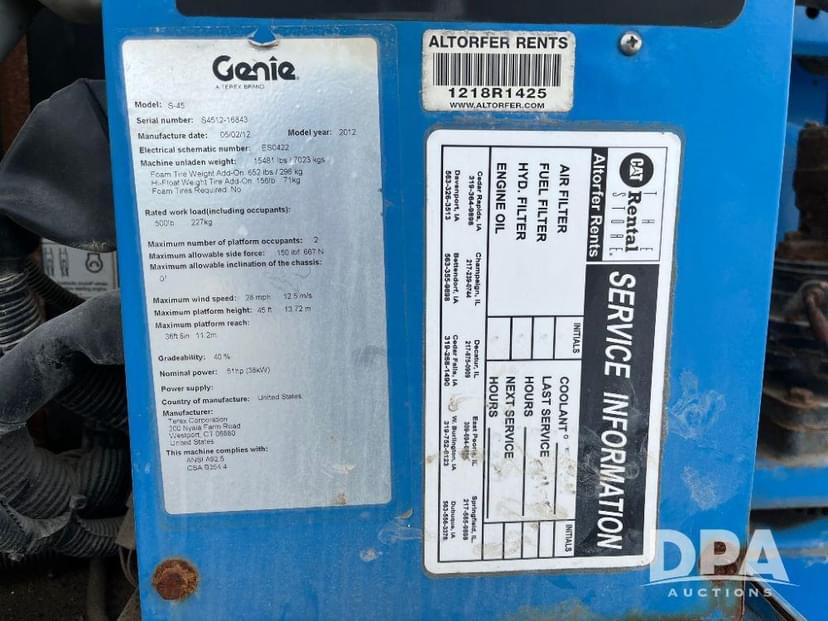 Genie
A TEREX BRAND
Model: S-45
Serial number: S4512-16843
Manufacture date: 05/02/12 Model year: 2012
Electrical schematic number: ES0422
Machine unladen weight: 15481 lbs / 7023 kgs
Foam Tire Weight Add-On: 652 lbs / 296 kg
Hi-Float Weight Tire Add-On: 156lb 71kg
Foam Tires Required: No
Rated work load(including occupants):
500lb 227kg
Maximum number of platform occupants: 2
Maximum allowable side force: 150 lbf 667 N
Maximum allowable inclination of the chassis:
0°
Maximum wind speed: 28 mph 12.5 m/s
Maximum platform height: 45 ft 13.72 m
Maximum platform reach:
36ft 8in 11.2m
Gradeability: 40 %
Nominal power: 51hp (38kW)
Power supply:
Country of manufacture: United States
Manufacturer:
Terex Corporation
200 Nyala Farm Road
Westport, CT 06880
United States
This machine complies with:
ANSI A92.5
CSA B354.4
ALTORFER RENTS
1218R1425
WWW.ALTORFER.COM
CAT Rental
THE
STORE
Altorfer Rents
SERVICE INFORMATION
INITIALS
INITIALS
AIR FILTER
FUEL FILTER
HYD. FILTER
ENGINE OIL
COOLANT
LAST SERVICE
HOURS
NEXT SERVICE
HOURS
Cedar Rapids, IA
319-364-9898
Champaign, IL
217-239-0744
Decatur, IL
217-875-0909
East Peoria, IL
Springfield, IL
217-585-9898
Davenport, IA
563-326-3513
Bettendorf, IA
563-355-9898
Cedar Falls, IA
319-268-1490
W. Burlington, IA
319-752-6123
Dubuque, IA
563-556-3378
DPA
AUCTIONS